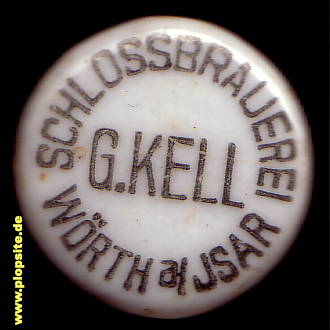 SCHLOSSBRAUEREI
G.KELL
WÖRTH a/JSAR
www.plopsite.de